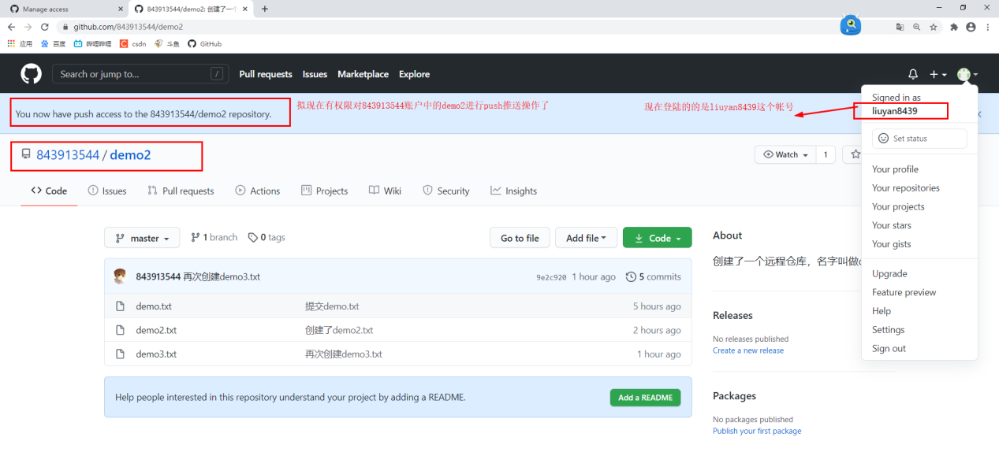 Manage access
843913544/demo2: 创建了一个
github.com/843913544/demo2
应用 百度 哔哩哔哩 csdn 斗鱼 GitHub
Search or jump to... / Pull requests Issues Marketplace Explore
You now have push access to the 843913544/demo2 repository.
拟现在有权限对843913544账户中的demo2进行push推送操作了
现在登陆的的是liuyan8439这个帐号
Signed in as
liuyan8439
Set status
Your profile
Your repositories
Your projects
Your stars
Your gists
Upgrade
Feature preview
Help
Settings
Sign out
843913544 / demo2
Watch 1
Code Issues Pull requests Actions Projects Wiki Security Insights
master 1 branch 0 tags Go to file Add file Code
843913544 再次创建demo3.txt 9e2c920 1 hour ago 5 commits
demo.txt 提交demo.txt 5 hours ago
demo2.txt 创建了demo2.txt 2 hours ago
demo3.txt 再次创建demo3.txt 1 hour ago
Help people interested in this repository understand your project by adding a README. Add a README
About
创建了一个远程仓库，名字叫做
Releases
No releases published
Create a new release
Packages
No packages published
Publish your first package